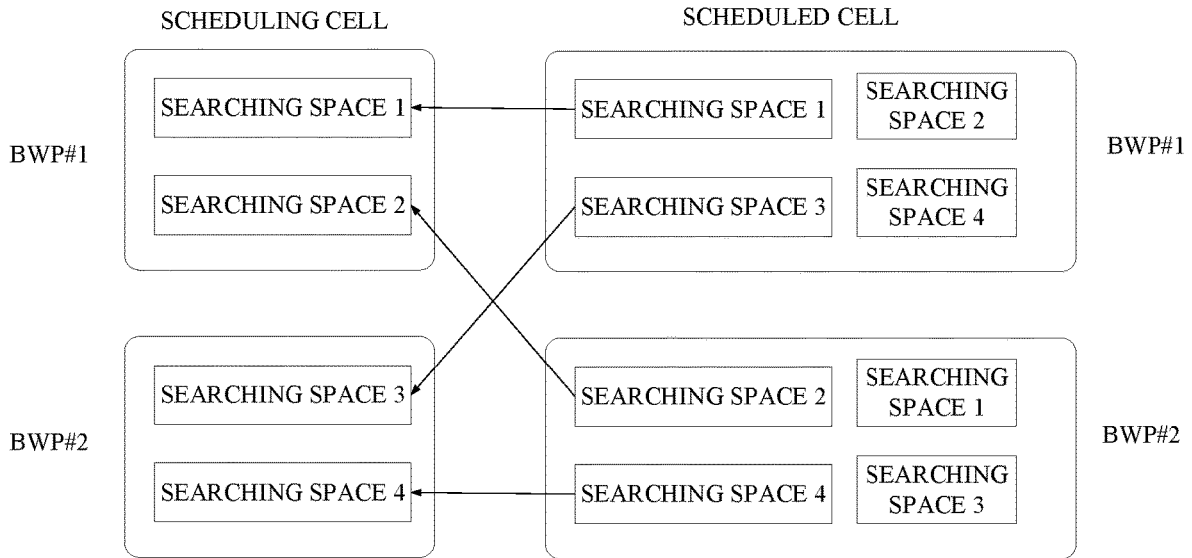 SCHEDULING CELL
SCHEDULED CELL
BWP#1
SEARCHING SPACE 1
SEARCHING SPACE 2
SEARCHING SPACE 1
SEARCHING
SPACE 2
SEARCHING SPACE 3
SEARCHING
SPACE 4
BWP#1
BWP#2
SEARCHING SPACE 3
SEARCHING SPACE 4
SEARCHING SPACE 2
SEARCHING
SPACE 1
SEARCHING SPACE 4
SEARCHING
SPACE 3
BWP#2